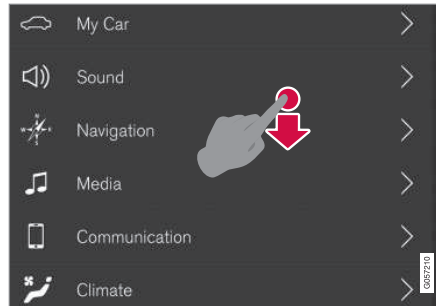 My Car
Sound
Navigation
Media
Communication
Climate
G057210